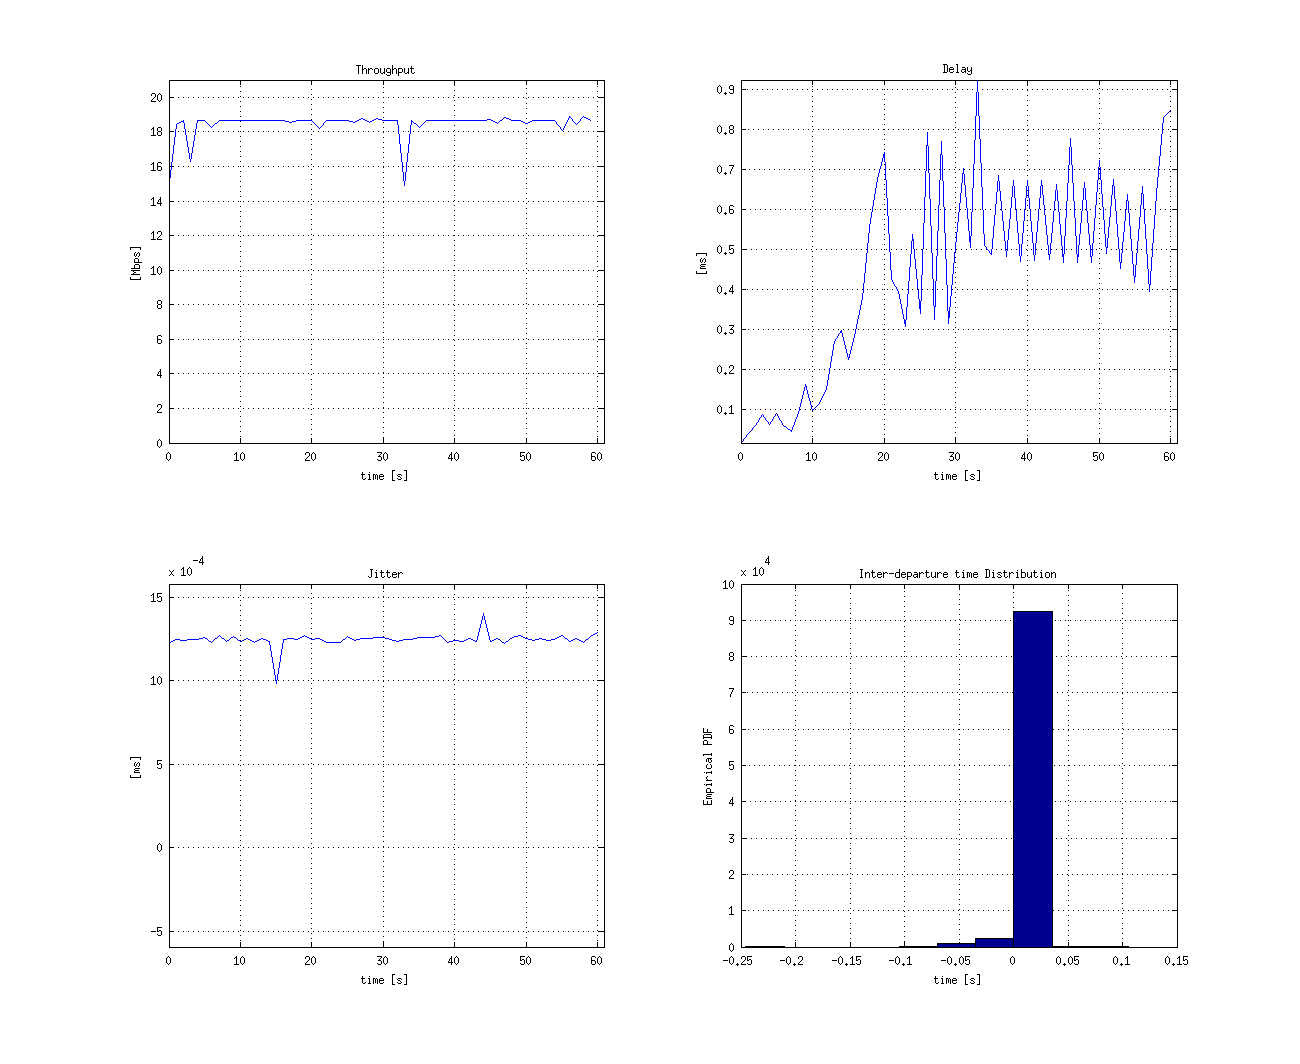 Throughput
20
18
16
14
12
10
8
6
4
2
0
[Mbps]
0 10 20 30 40 50 60
time [s]
Delay
0.9
0.8
0.7
0.6
0.5
0.4
0.3
0.2
0.1
[ms]
0 10 20 30 40 50 60
time [s]
x 10^-4
Jitter
15
10
5
0
-5
[ms]
0 10 20 30 40 50 60
time [s]
x 10^4
Inter-departure time Distribution
10
9
8
7
6
5
4
3
2
1
0
Empirical PDF
-0.25 -0.2 -0.15 -0.1 -0.05 0 0.05 0.1 0.15
time [s]